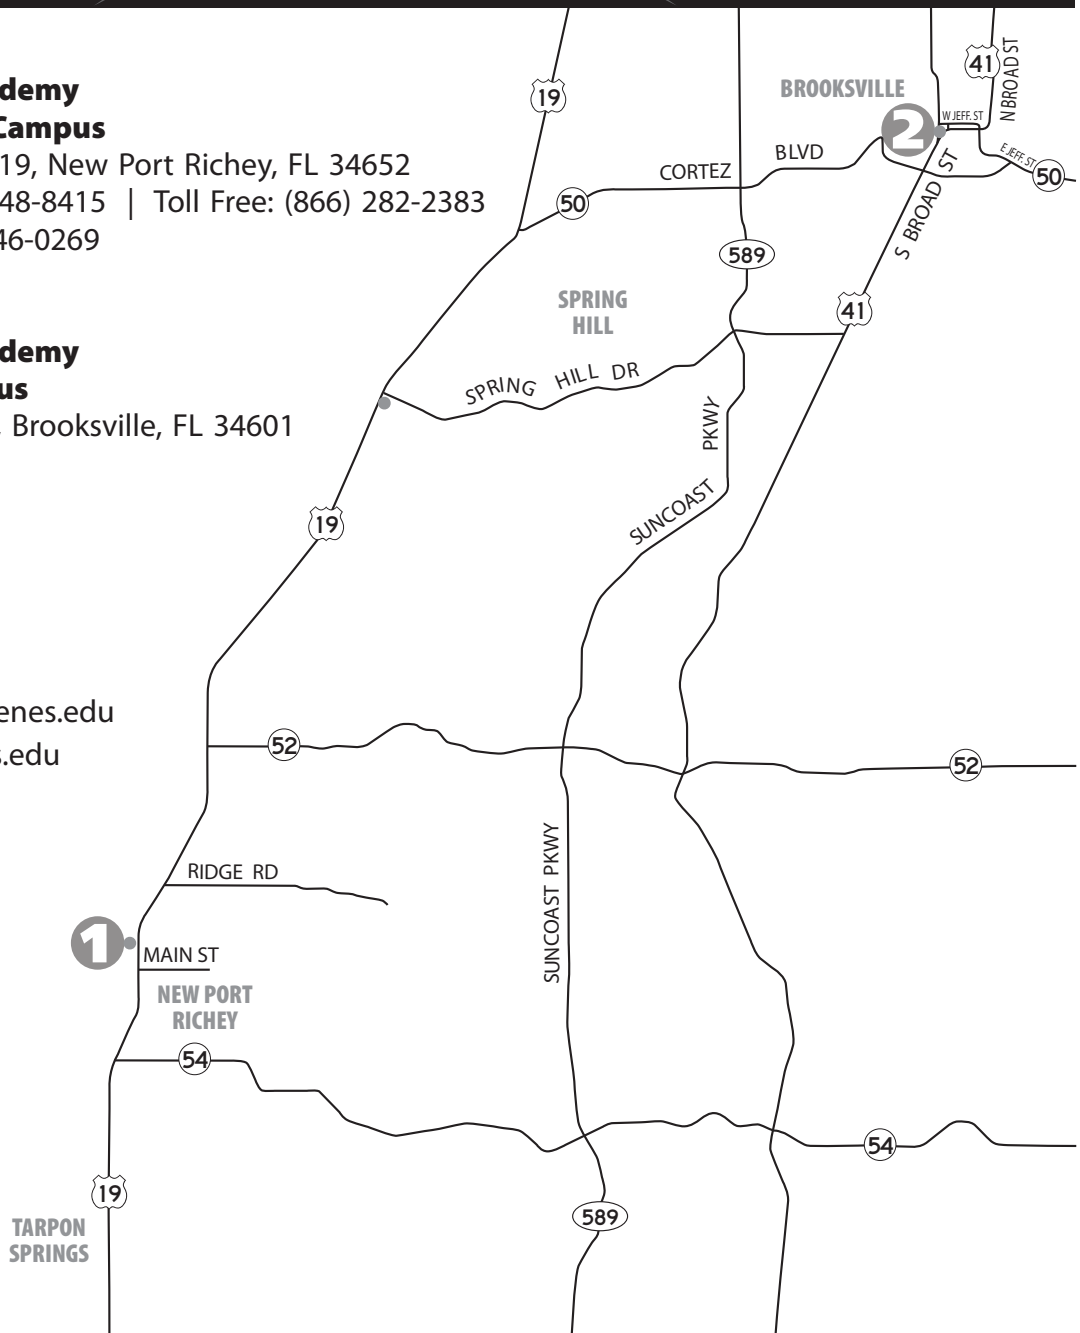 demy
Campus
19, New Port Richey, FL 34652
48-8415 | Toll Free: (866) 282-2383
46-0269
demy
us
, Brooksville, FL 34601
enes.edu
s.edu
19
41
N BROAD ST
BROOKSVILLE
2
W JEFF. ST
E JEFF. ST
50
CORTEZ BLVD
50
S BROAD ST
589
41
SPRING
HILL
SPRING HILL DR
SUNCOAST PKWY
19
52
52
RIDGE RD
SUNCOAST PKWY
1
MAIN ST
NEW PORT
RICHEY
54
54
19
589
TARPON
SPRINGS